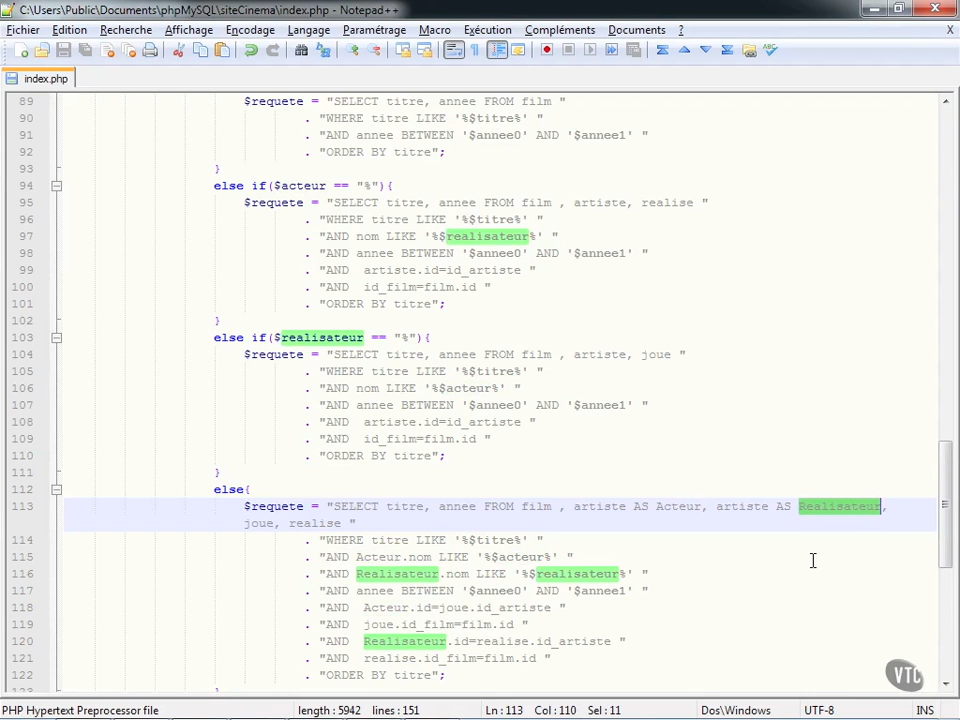 C:\Users\Public\Documents\phpMySQL\siteCinema\index.php - Notepad++
Fichier Edition Recherche Affichage Encodage Langage Paramétrage Macro Exécution Compléments Documents ? X
index.php
89 $requete = "SELECT titre, annee FROM film "
90 . "WHERE titre LIKE '%$titre%' "
91 . "AND annee BETWEEN '$annee0' AND '$annee1' "
92 . "ORDER BY titre";
93 }
94 else if($acteur == "%"){
95 $requete = "SELECT titre, annee FROM film , artiste, realise "
96 . "WHERE titre LIKE '%$titre%' "
97 . "AND nom LIKE '%$realisateur%' "
98 . "AND annee BETWEEN '$annee0' AND '$annee1' "
99 . "AND  artiste.id=id_artiste "
100 . "AND  id_film=film.id "
101 . "ORDER BY titre";
102 }
103 else if($realisateur == "%"){
104 $requete = "SELECT titre, annee FROM film , artiste, joue "
105 . "WHERE titre LIKE '%$titre%' "
106 . "AND nom LIKE '%$acteur%' "
107 . "AND annee BETWEEN '$annee0' AND '$annee1' "
108 . "AND  artiste.id=id_artiste "
109 . "AND  id_film=film.id "
110 . "ORDER BY titre";
111 }
112 else{
113 $requete = "SELECT titre, annee FROM film , artiste AS Acteur, artiste AS Realisateur,
joue, realise "
114 . "WHERE titre LIKE '%$titre%' "
115 . "AND Acteur.nom LIKE '%$acteur%' "
116 . "AND Realisateur.nom LIKE '%$realisateur%' "
117 . "AND annee BETWEEN '$annee0' AND '$annee1' "
118 . "AND  Acteur.id=joue.id_artiste "
119 . "AND  joue.id_film=film.id "
120 . "AND  Realisateur.id=realise.id_artiste "
121 . "AND  realise.id_film=film.id "
122 . "ORDER BY titre";
123 }
VTC
PHP Hypertext Preprocessor file length : 5942 lines : 151 Ln : 113 Col : 110 Sel : 11 Dos\Windows UTF-8 INS